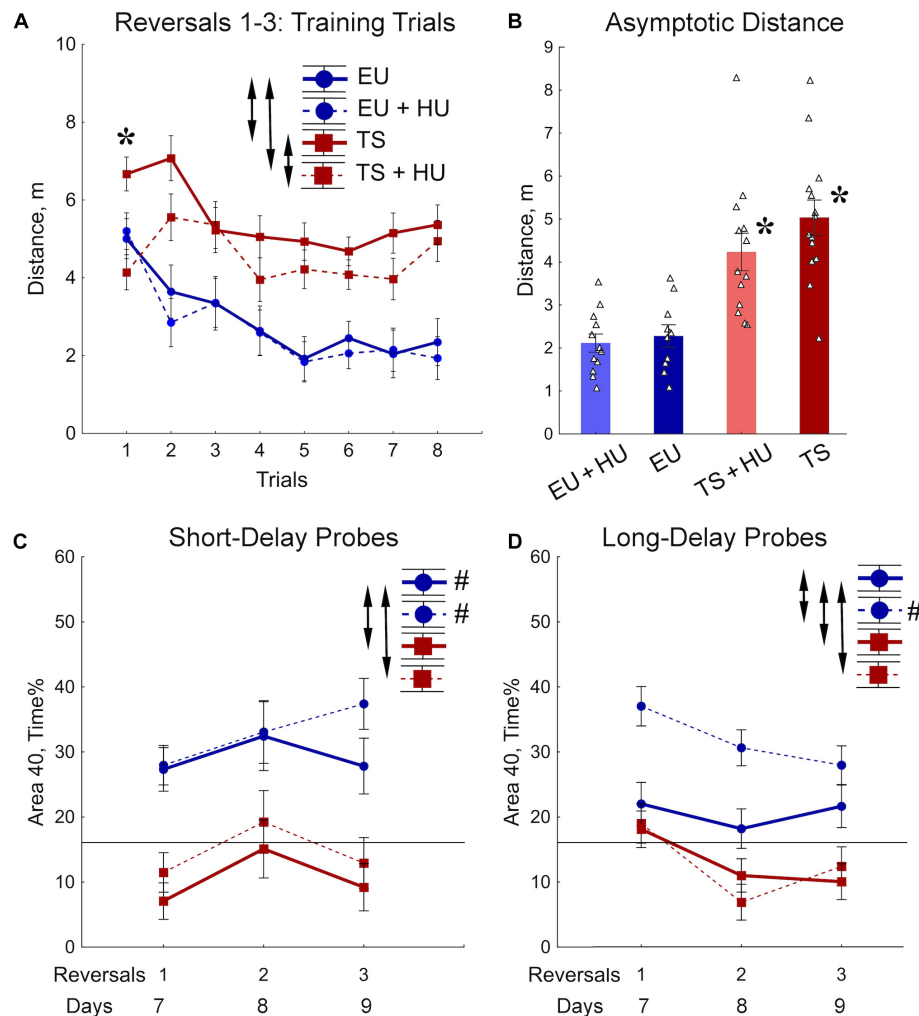 A
Reversals 1-3: Training Trials
Distance, m
10
8
6
4
2
0
*
EU
EU + HU
TS
TS + HU
1 2 3 4 5 6 7 8
Trials
B
Asymptotic Distance
Distance, m
9
8
7
6
5
4
3
2
1
0
*
*
EU + HU
EU
TS + HU
TS
C
Short-Delay Probes
Area 40, Time%
60
50
40
30
20
10
0
#
#
Reversals 1 2 3
Days 7 8 9
D
Long-Delay Probes
Area 40, Time%
60
50
40
30
20
10
0
#
Reversals 1 2 3
Days 7 8 9